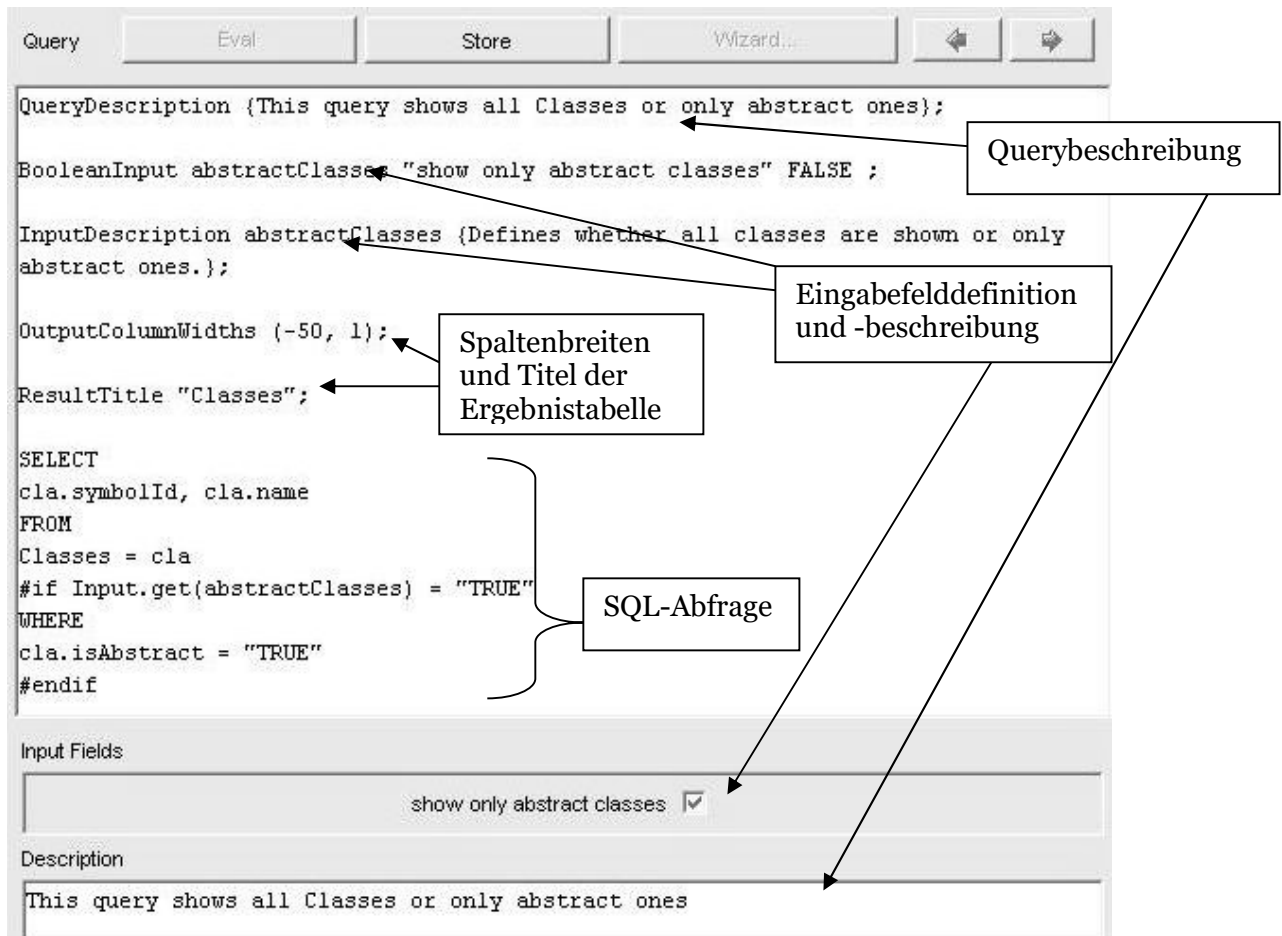 Query Eval Store Wizard...
QueryDescription {This query shows all Classes or only abstract ones};
Querybeschreibung
BooleanInput abstractClasses "show only abstract classes" FALSE ;
InputDescription abstractClasses {Defines whether all classes are shown or only
abstract ones.};
Eingabefelddefinition
und -beschreibung
OutputColumnWidths (-50, 1);
Spaltenbreiten
und Titel der
Ergebnistabelle
ResultTitle "Classes";
SELECT
cla.symbolId, cla.name
FROM
Classes = cla
#if Input.get(abstractClasses) = "TRUE"
WHERE
cla.isAbstract = "TRUE"
#endif
SQL-Abfrage
Input Fields
show only abstract classes
Description
This query shows all Classes or only abstract ones